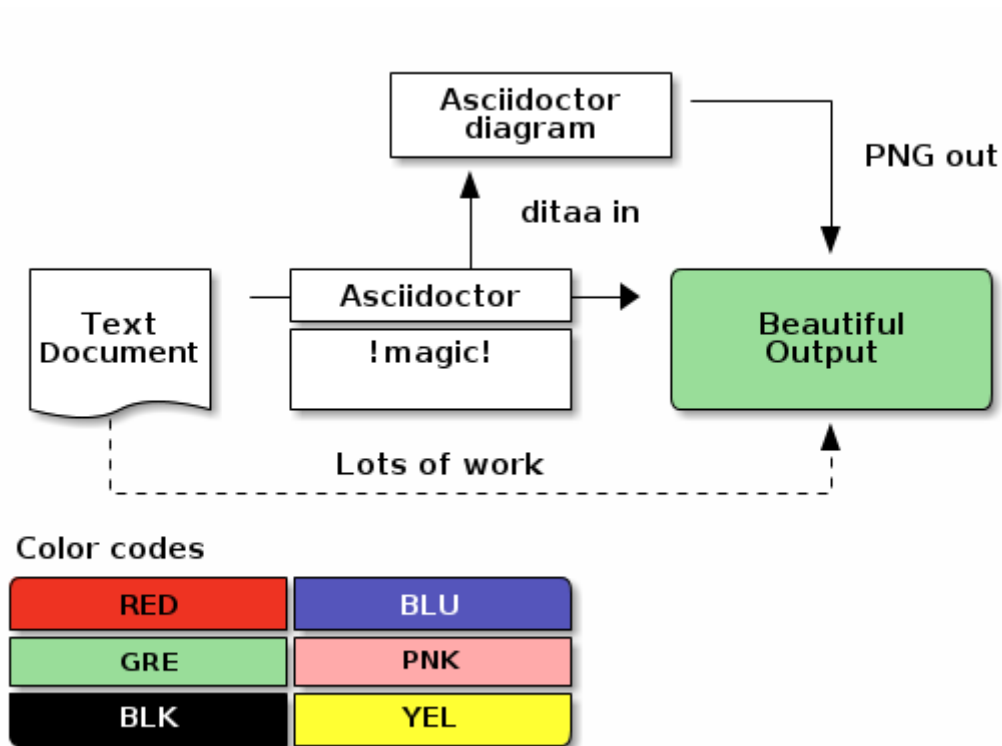 Asciidoctor
diagram
PNG out
ditaa in
Text
Document
Asciidoctor
!magic!
Beautiful
Output
Lots of work
Color codes
RED
BLU
GRE
PNK
BLK
YEL